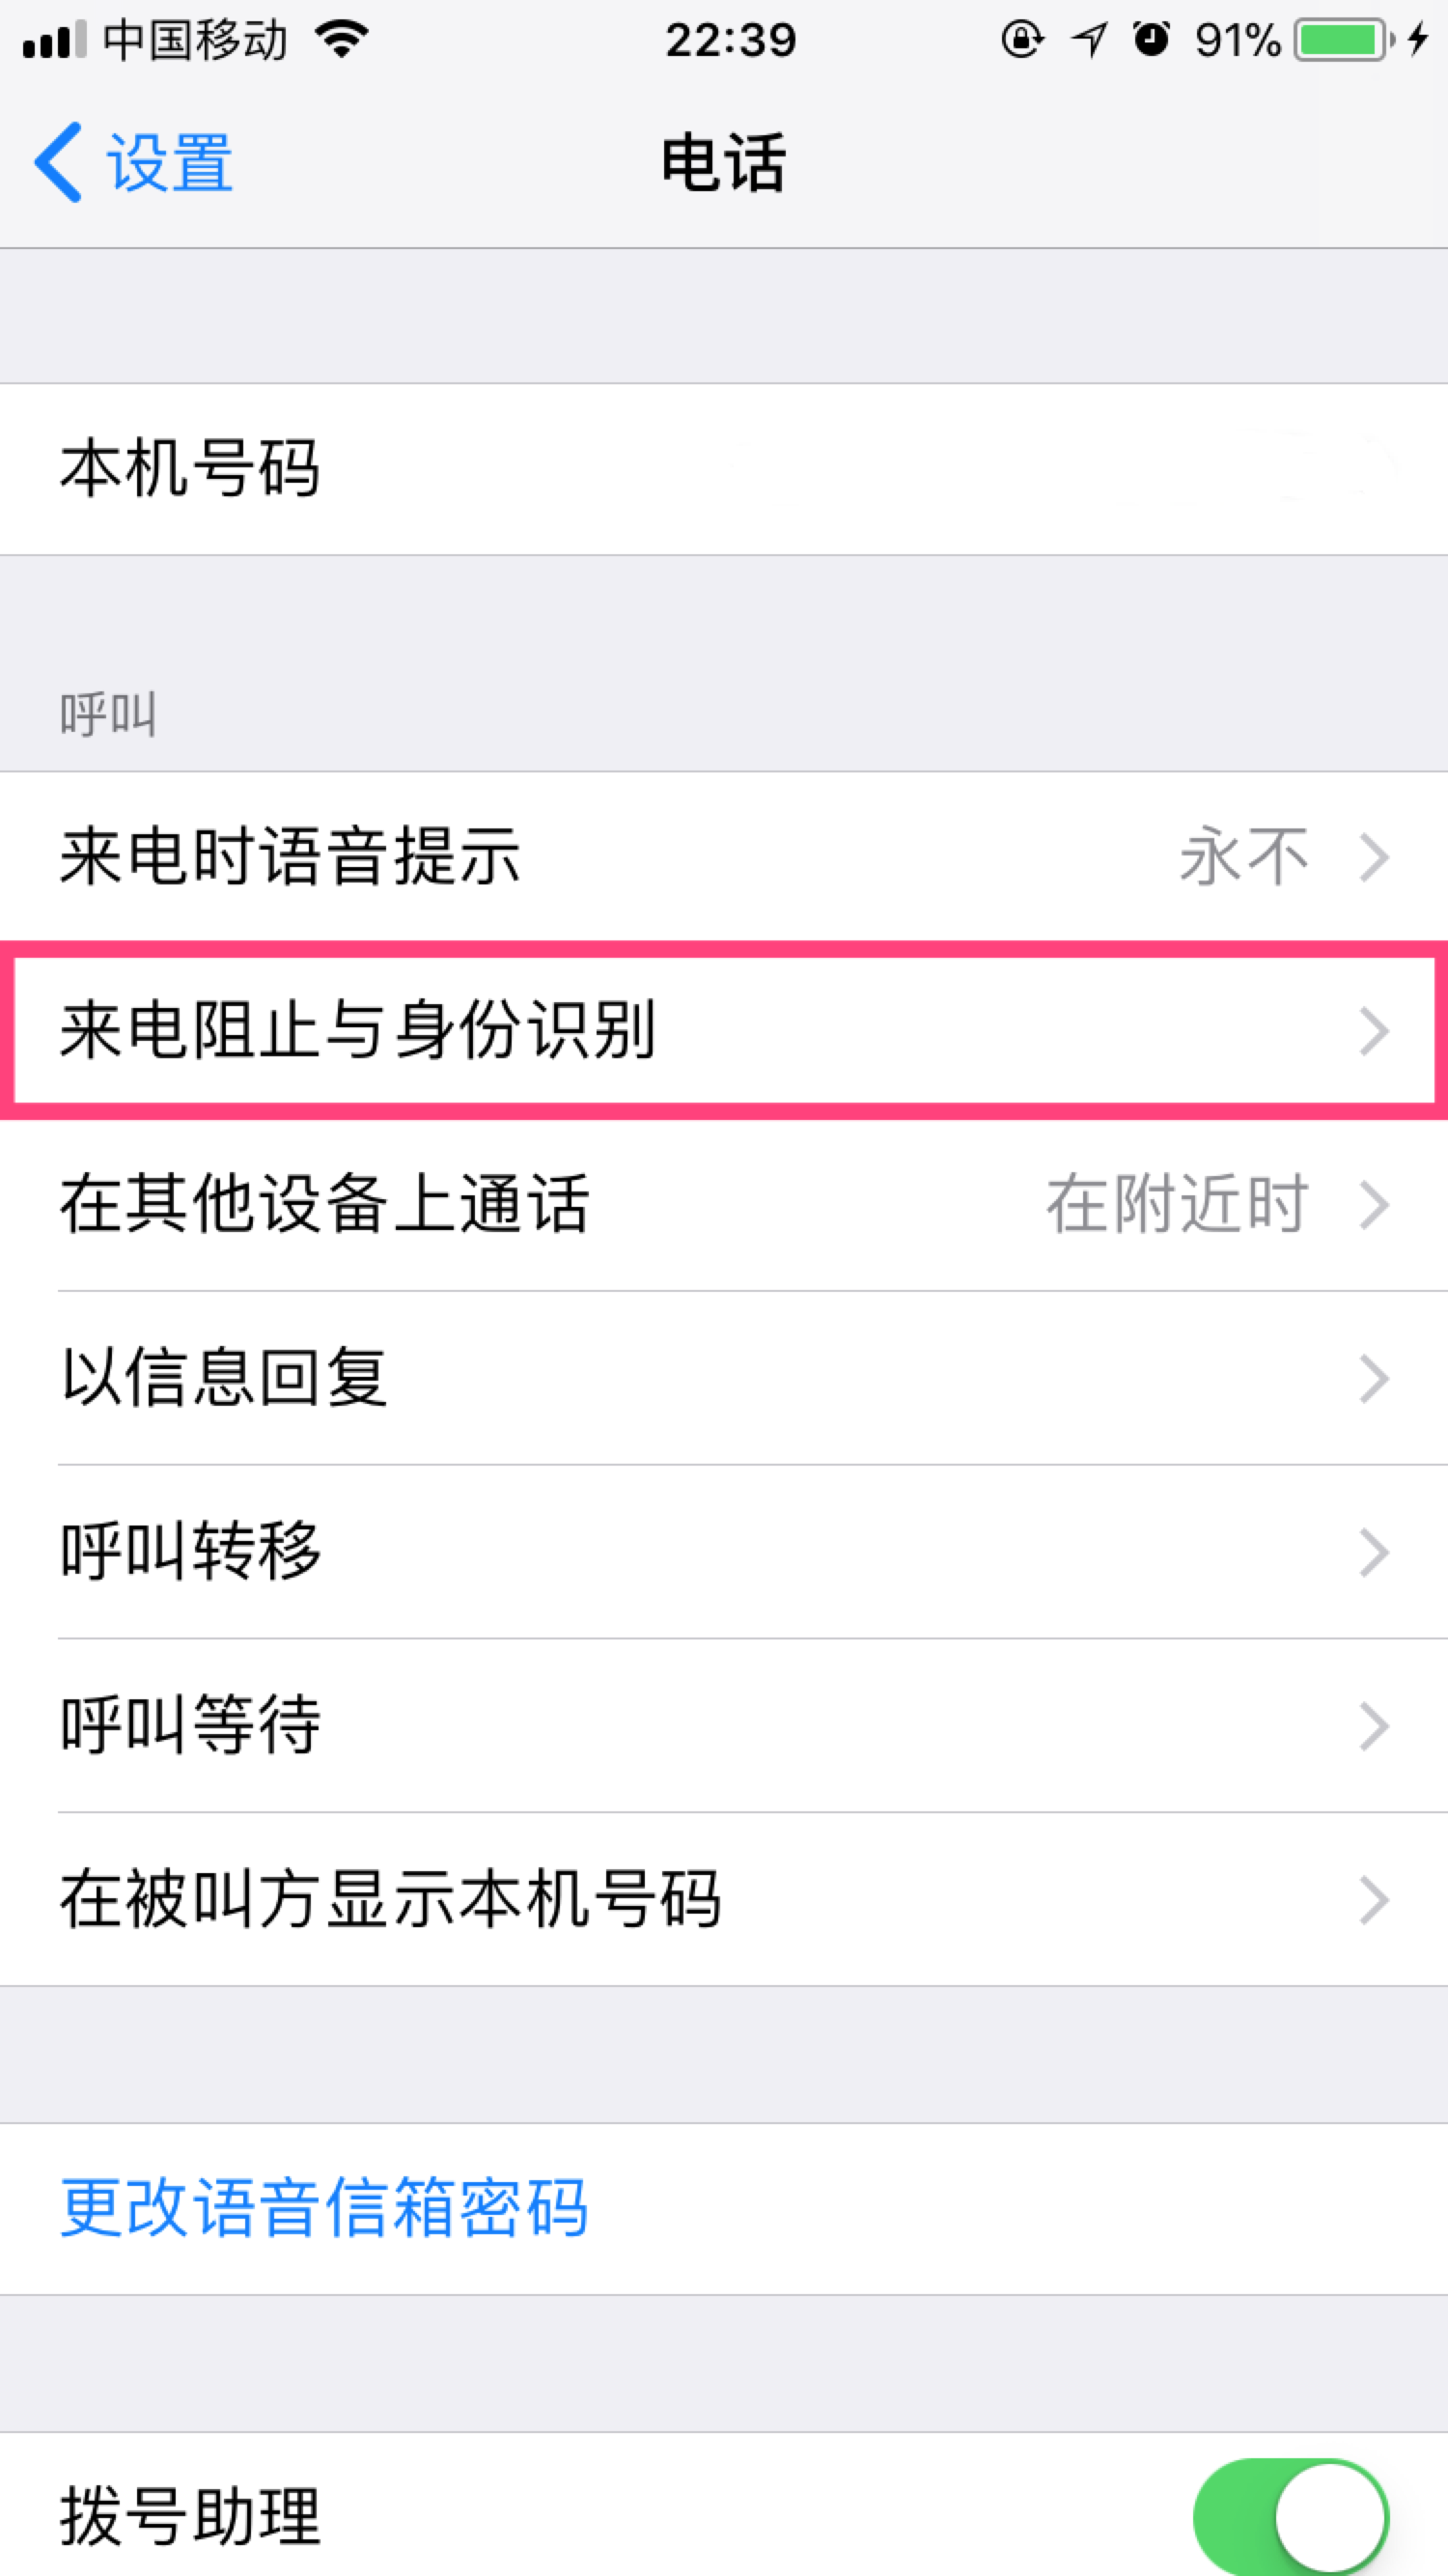 中国移动 22:39 91%
设置 电话
本机号码
呼叫
来电时语音提示 永不
来电阻止与身份识别
在其他设备上通话 在附近时
以信息回复
呼叫转移
呼叫等待
在被叫方显示本机号码
更改语音信箱密码
拨号助理